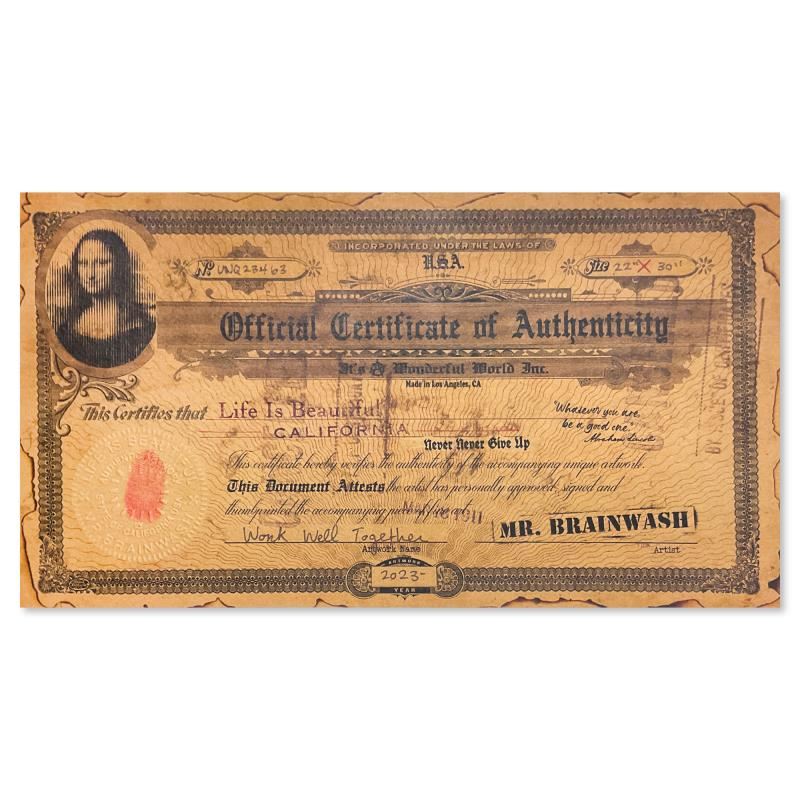 INCORPORATED UNDER THE LAWS OF
U.S.A.
Nº UNQ23463
Size 22" X 30"
Official Certificate of Authenticity
It's A Wonderful World Inc.
Made in Los Angeles, CA
This Certifies that Life Is Beautiful
CALIFORNIA
"Whatever you are,
be a good one."
Abraham Lincoln
Never Never Give Up
This certificate hereby verifies the authenticity of the accompanying unique artwork.
This Document Attests the artist has personally approved, signed and
thumbprinted the accompanying piece of fine art.
1911
MR. BRAINWASH
Work Well Together
Artwork Name
Artist
ARTWORK
2023-
YEAR
BRAINWASH